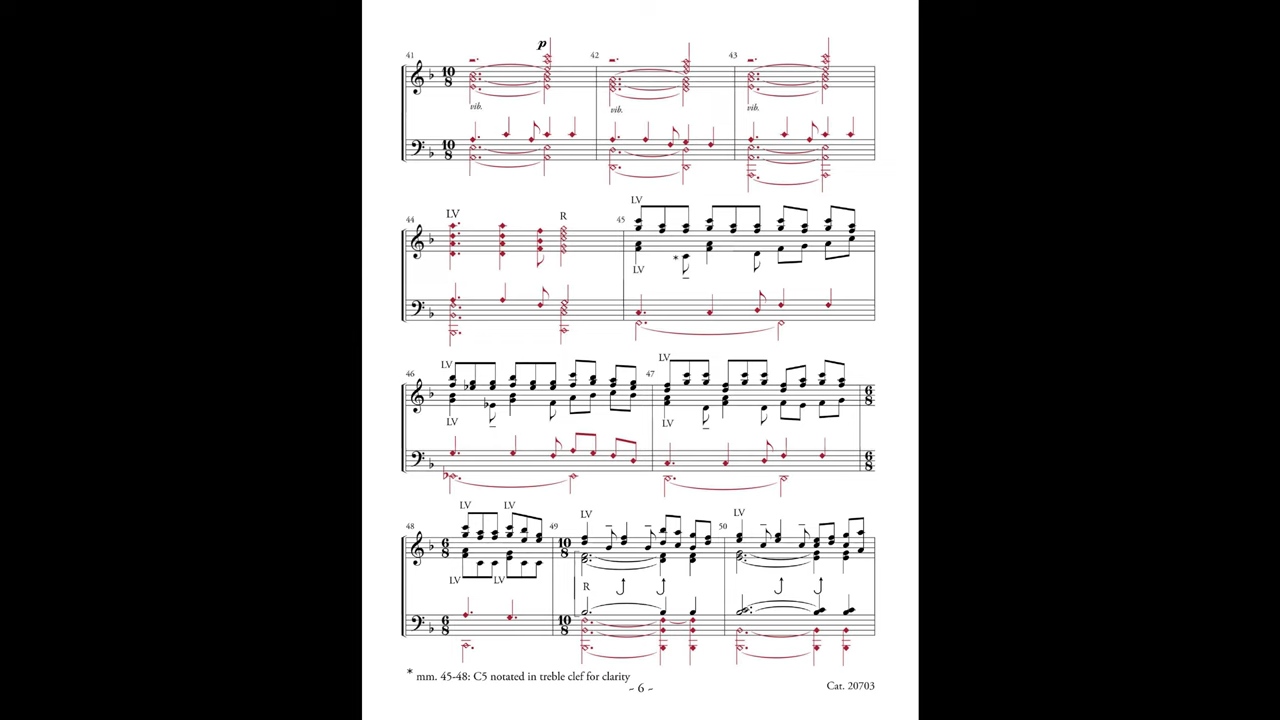 p
41 42 43
10 8
vib. vib. vib.
10 8
44 LV R 45 LV
* LV
46 LV 47 LV
6 8
LV LV
6 8
48 LV LV 49 LV 50 LV
6 8 10 8
LV LV R
6 8 10 8
* mm. 45-48: C5 notated in treble clef for clarity
~ 6 ~
Cat. 20703